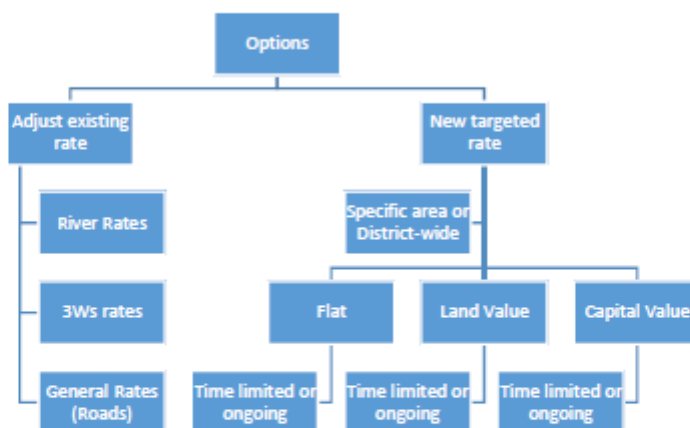 Options
Adjust existing
rate
New targeted
rate
River Rates
Specific area or
District-wide
3Ws rates
Flat
Land Value
Capital Value
General Rates
(Roads)
Time limited or
ongoing
Time limited or
ongoing
Time limited or
ongoing